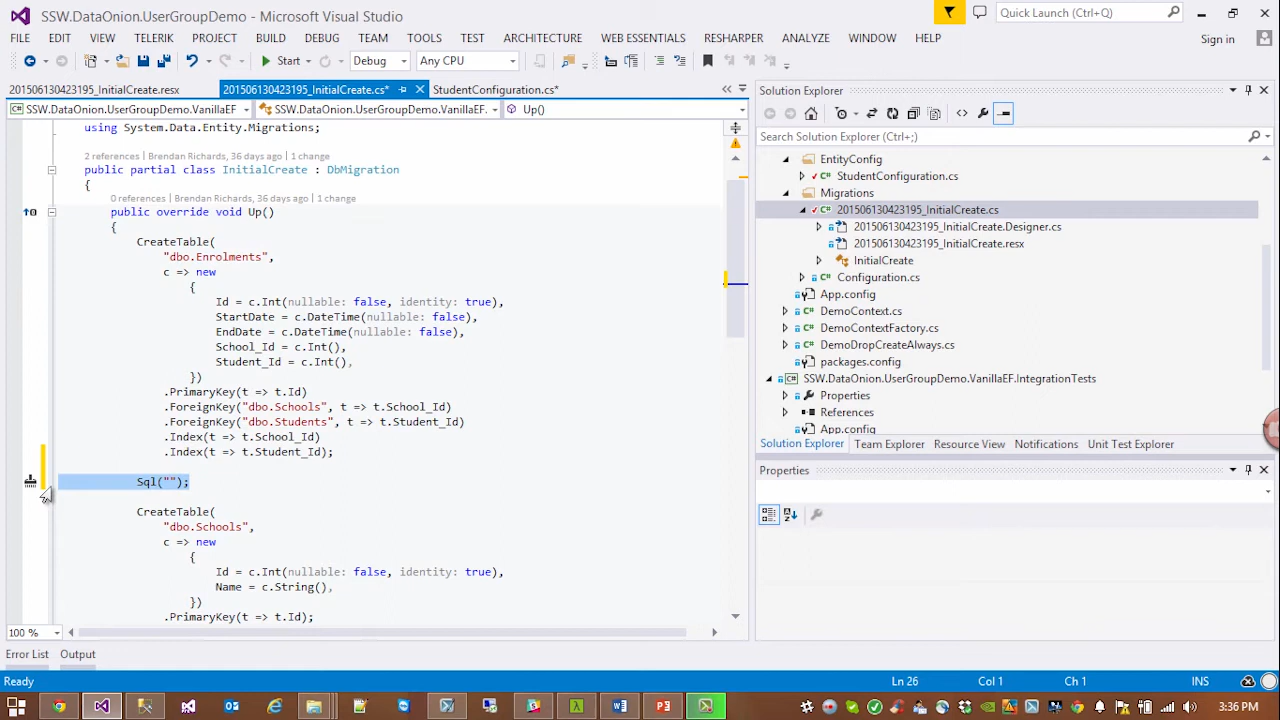 SSW.DataOnion.UserGroupDemo - Microsoft Visual Studio
Quick Launch (Ctrl+Q)
FILE EDIT VIEW TELERIK PROJECT BUILD DEBUG TEAM TOOLS TEST ARCHITECTURE WEB ESSENTIALS RESHARPER ANALYZE WINDOW HELP
Sign in
Start Debug Any CPU
201506130423195_InitialCreate.resx 201506130423195_InitialCreate.cs* StudentConfiguration.cs*
SSW.DataOnion.UserGroupDemo.VanillaEF SSW.DataOnion.UserGroupDemo.VanillaEF. Up()
using System.Data.Entity.Migrations;
2 references | Brendan Richards, 36 days ago | 1 change
public partial class InitialCreate : DbMigration
{
0 references | Brendan Richards, 36 days ago | 1 change
public override void Up()
{
CreateTable(
"dbo.Enrolments",
c => new
{
Id = c.Int(nullable: false, identity: true),
StartDate = c.DateTime(nullable: false),
EndDate = c.DateTime(nullable: false),
School_Id = c.Int(),
Student_Id = c.Int(),
})
.PrimaryKey(t => t.Id)
.ForeignKey("dbo.Schools", t => t.School_Id)
.ForeignKey("dbo.Students", t => t.Student_Id)
.Index(t => t.School_Id)
.Index(t => t.Student_Id);
Sql("");
CreateTable(
"dbo.Schools",
c => new
{
Id = c.Int(nullable: false, identity: true),
Name = c.String(),
})
.PrimaryKey(t => t.Id);
100 %
Solution Explorer
Search Solution Explorer (Ctrl+;)
EntityConfig
StudentConfiguration.cs
Migrations
201506130423195_InitialCreate.cs
201506130423195_InitialCreate.Designer.cs
201506130423195_InitialCreate.resx
InitialCreate
Configuration.cs
App.config
DemoContext.cs
DemoContextFactory.cs
DemoDropCreateAlways.cs
packages.config
SSW.DataOnion.UserGroupDemo.VanillaEF.IntegrationTests
Properties
References
App.config
Solution Explorer Team Explorer Resource View Notifications Unit Test Explorer
Properties
Error List Output
Ready Ln 26 Col 1 Ch 1 INS
3:36 PM